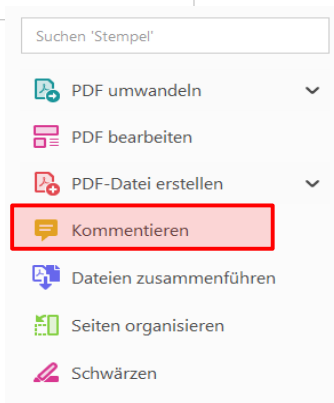 Suchen 'Stempel'
PDF umwandeln
PDF bearbeiten
PDF-Datei erstellen
Kommentieren
Dateien zusammenführen
Seiten organisieren
Schwärzen